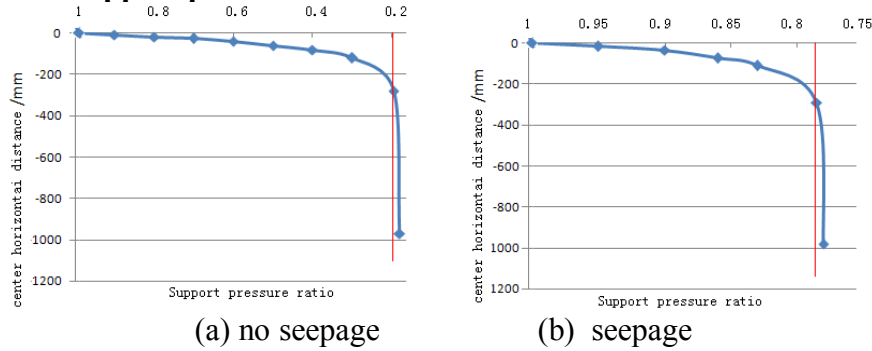 1 0.8 0.6 0.4 0.2
0
-200
-400
-600
-800
1000
1200
center horizontai distance /mm
Support pressure ratio
(a) no seepage
1 0.95 0.9 0.85 0.8 0.75
0
-200
-400
-600
-800
1000
1200
center horizontai distance /mm
Support pressure ratio
(b) seepage